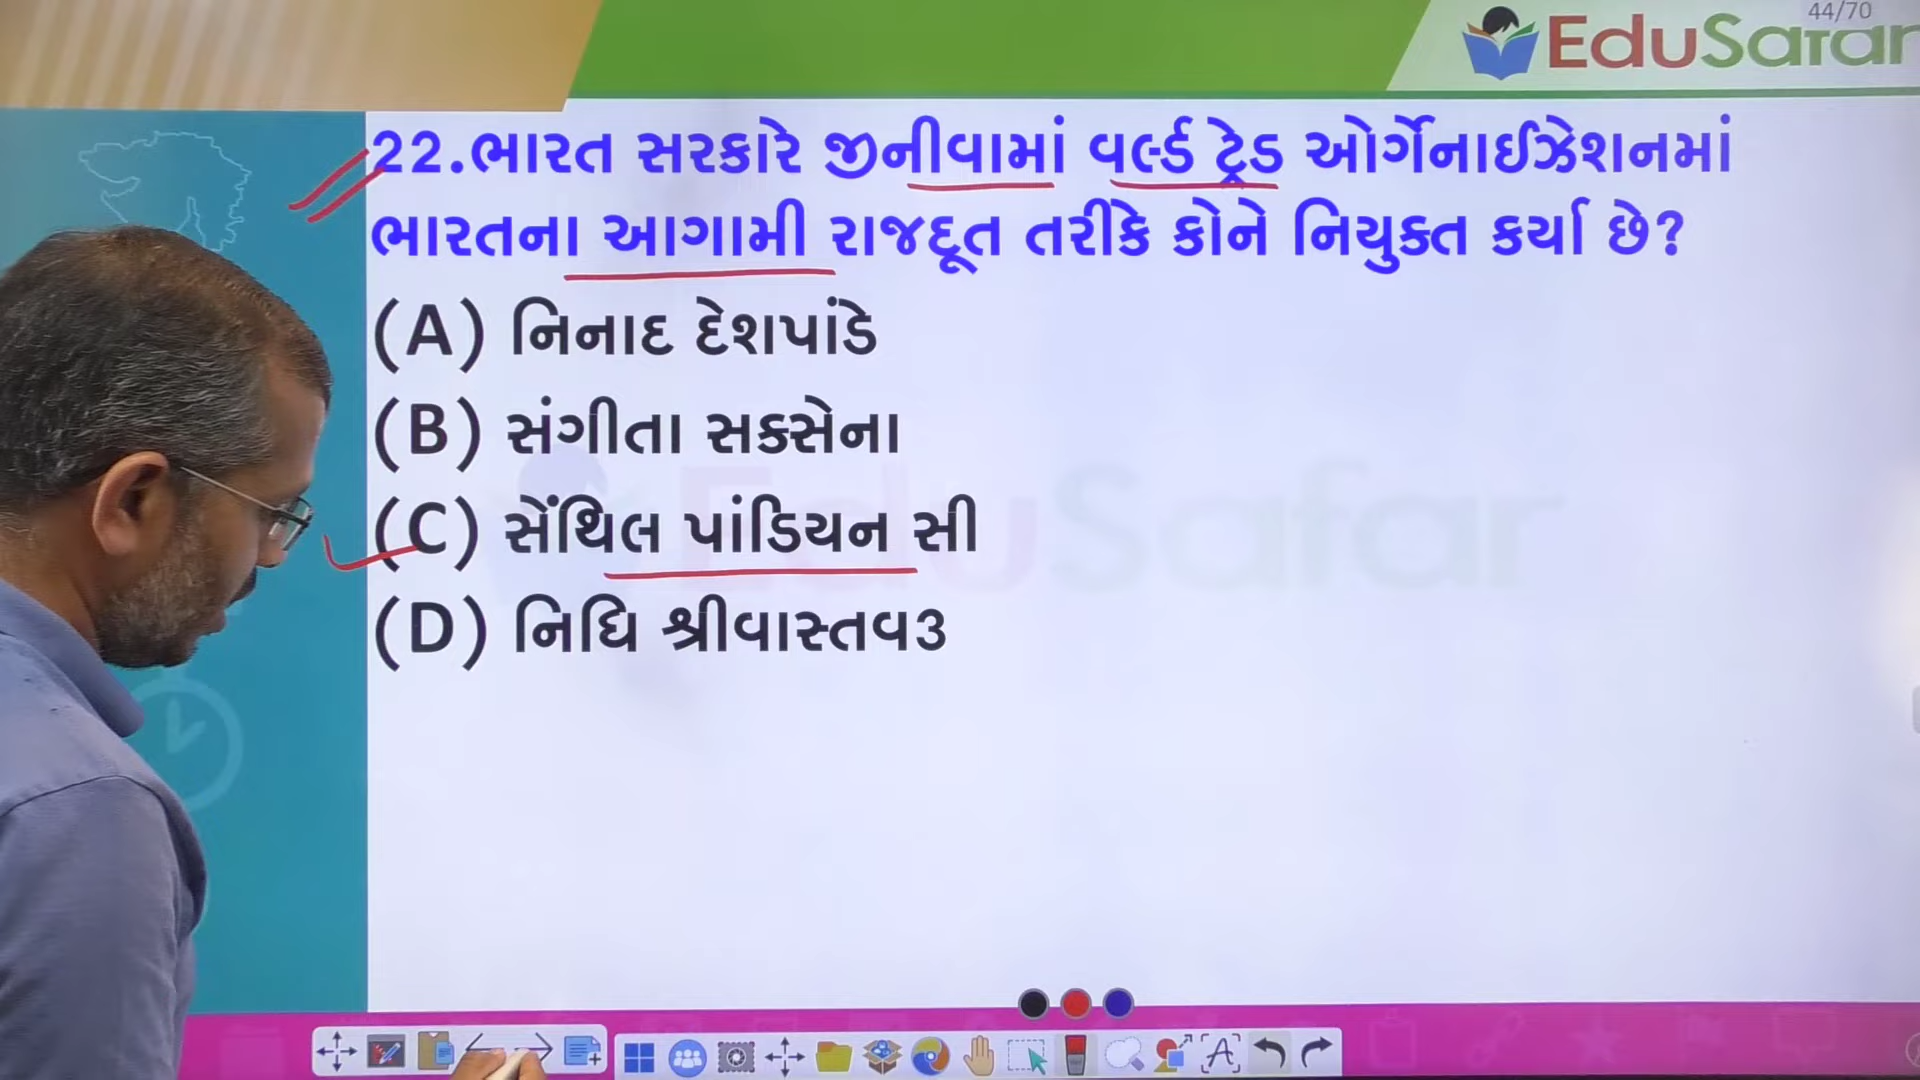 44/70
EduSafar
22.ભારત સરકારે જીનીવામાં વર્લ્ડ ટ્રેડ ઓર્ગેનાઈઝેશનમાં
ભારતના આગામી રાજદૂત તરીકે કોને નિયુક્ત કર્યા છે?
(A) નિનાદ દેશપાંડે
(B) સંગીતા સક્સેના
(C) સેંથિલ પાંડિયન સી
(D) નિધિ શ્રીવાસ્તવ૩
EduSafar